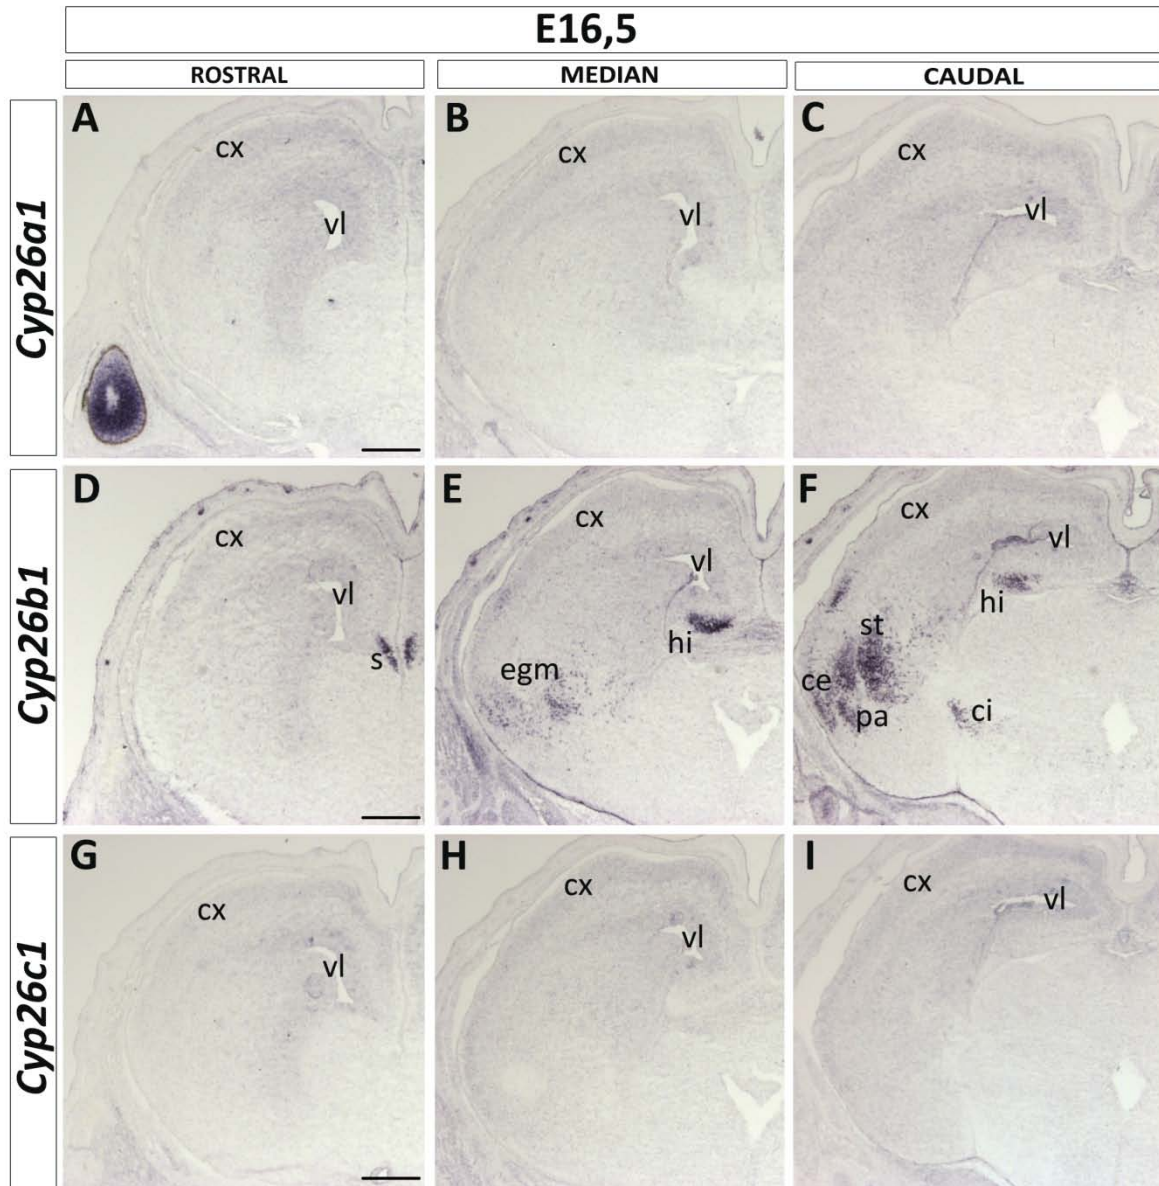 E16,5
ROSTRAL
MEDIAN
CAUDAL
Cyp26a1
A
cx
vl
B
cx
vl
C
cx
vl
Cyp26b1
D
cx
vl
s
E
cx
vl
hi
egm
F
cx
vl
hi
st
ce
pa
ci
Cyp26c1
G
cx
vl
H
cx
vl
I
cx
vl